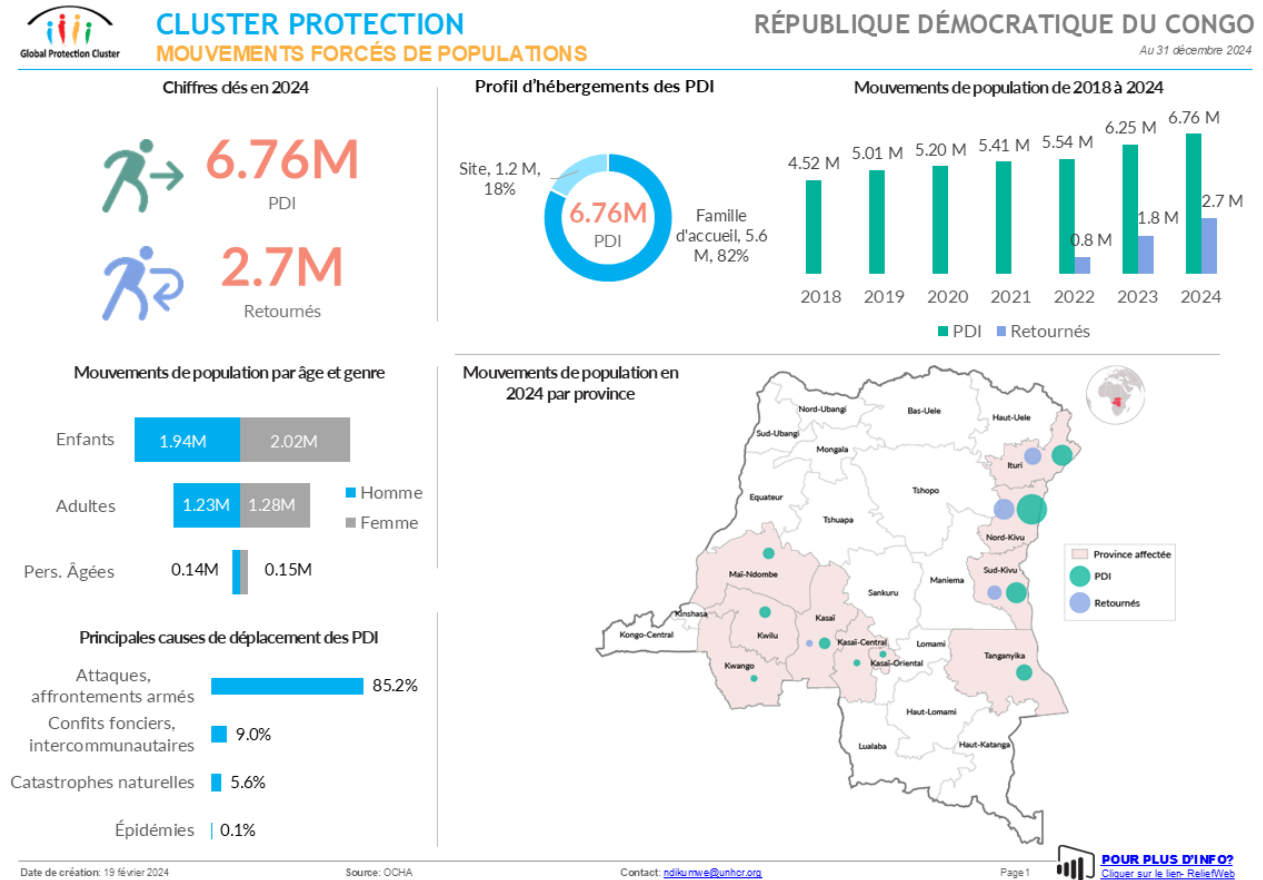 Global Protection Cluster
CLUSTER PROTECTION
MOUVEMENTS FORCÉS DE POPULATIONS
RÉPUBLIQUE DÉMOCRATIQUE DU CONGO
Au 31 décembre 2024
Chiffres clés en 2024
6.76M
PDI
2.7M
Retournés
Profil d'hébergements des PDI
Site, 1.2 M,
18%
6.76M
PDI
Famille
d'accueil, 5.6
M, 82%
Mouvements de population de 2018 à 2024
4.52 M
5.01 M
5.20 M
5.41 M
5.54 M
6.25 M
6.76 M
0.8 M
1.8 M
2.7 M
2018
2019
2020
2021
2022
2023
2024
PDI
Retournés
Mouvements de population par âge et genre
Enfants
1.94M
2.02M
Adultes
1.23M
1.28M
Pers. Âgées
0.14M
0.15M
Homme
Femme
Principales causes de déplacement des PDI
Attaques,
affrontements armés
85.2%
Confits fonciers,
intercommunautaires
9.0%
Catastrophes naturelles
5.6%
Épidémies
0.1%
Mouvements de population en
2024 par province
Nord-Ubangi
Bas-Uele
Haut-Uele
Sud-Ubangi
Mongala
Ituri
Equateur
Tshopo
Tshuapa
Nord-Kivu
Maï-Ndombe
Sud-Kivu
Maniema
Sankuru
Kinshasa
Kongo-Central
Kwilu
Kasaï
Kasaï-Central
Lomami
Kasaï-Oriental
Tanganyika
Kwango
Haut-Lomami
Lualaba
Haut-Katanga
Province affectée
PDI
Retournés
Date de création: 19 février 2024
Source: OCHA
Contact: ndikumwe@unhcr.org
Page 1
POUR PLUS D'INFO?
Cliquer sur le lien- ReliefWeb